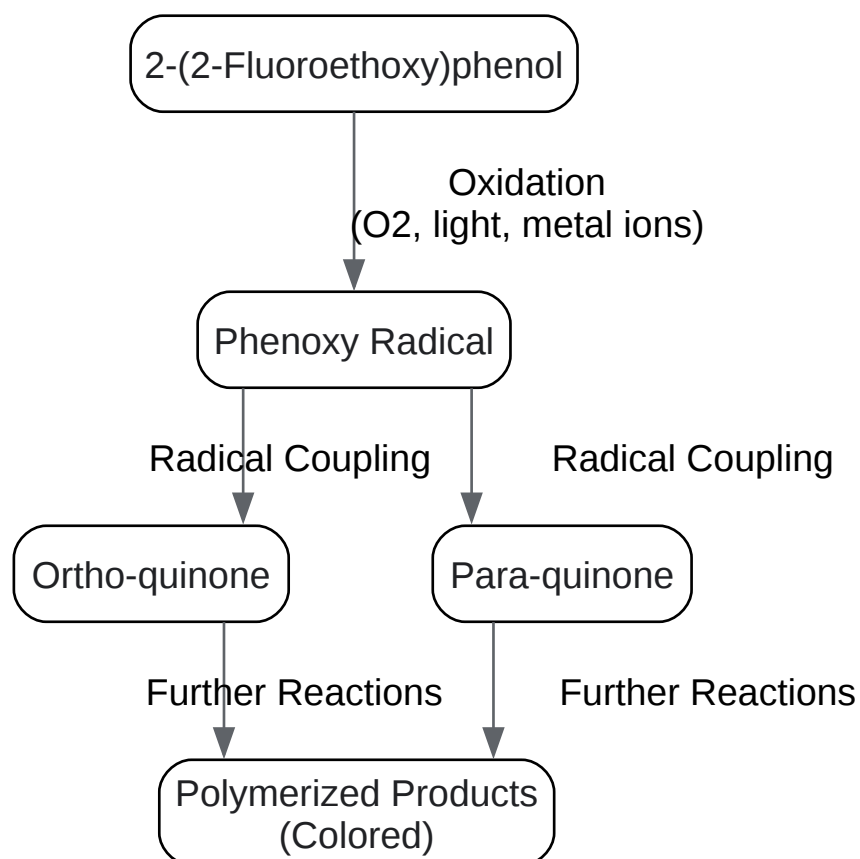 2-(2-Fluoroethoxy)phenol
Oxidation
(O2, light, metal ions)
Phenoxy Radical
Radical Coupling
Radical Coupling
Ortho-quinone
Para-quinone
Further Reactions
Further Reactions
Polymerized Products
(Colored)